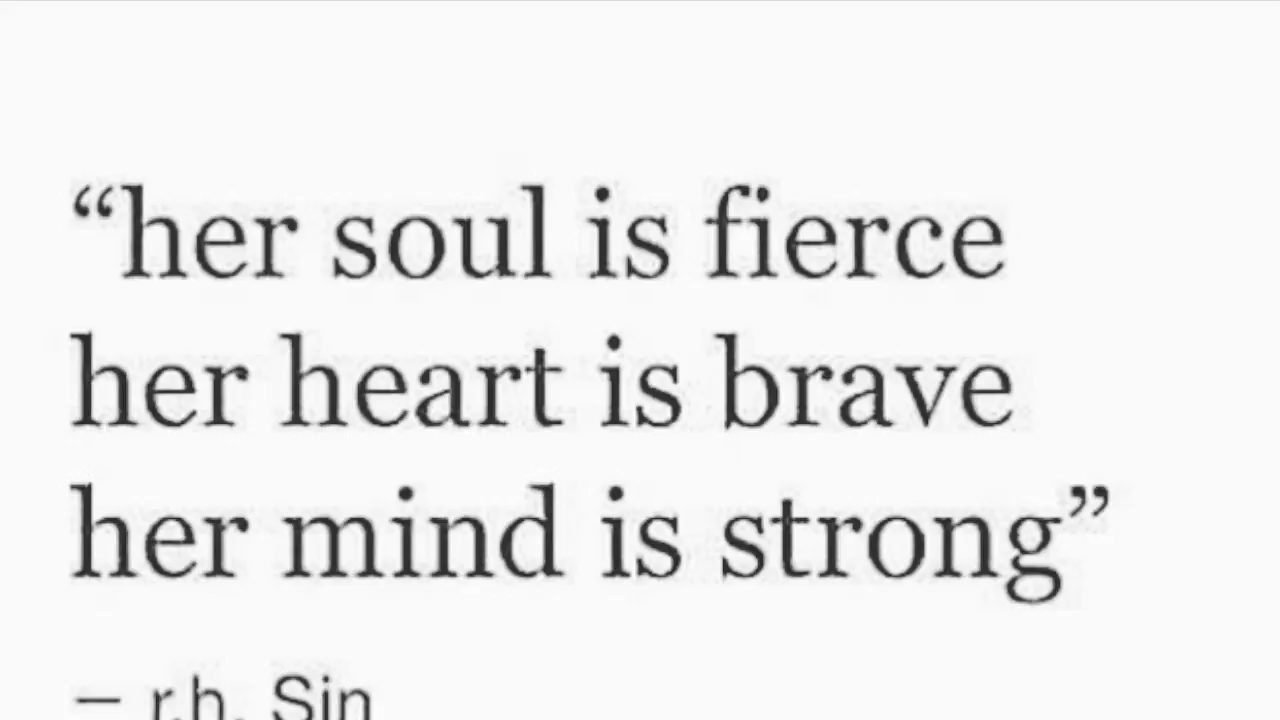 “her soul is fierce
her heart is brave
her mind is strong”
– r.h. Sin